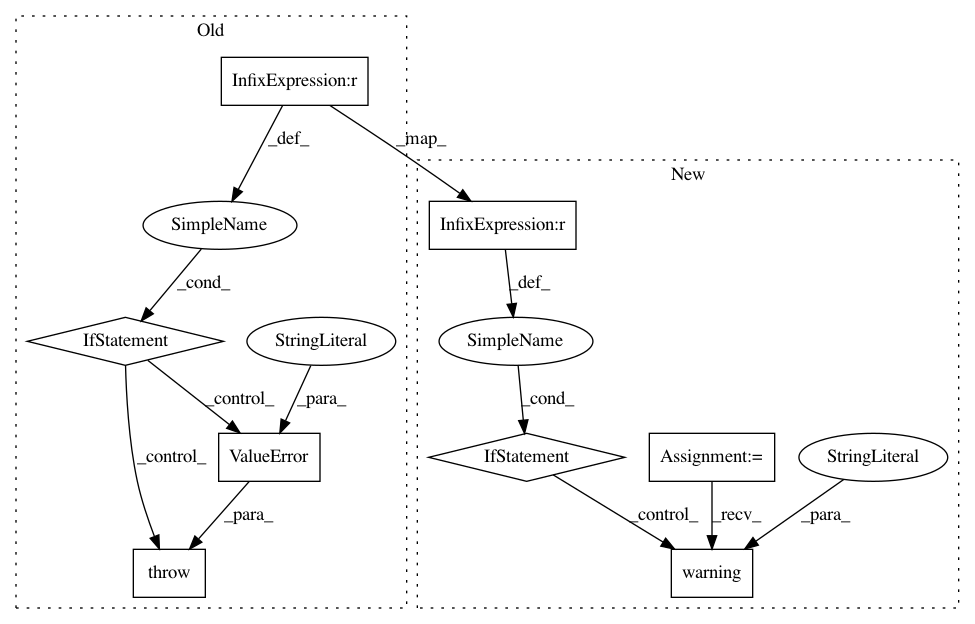 Old
InfixExpression:r
_def_
_map_
New
SimpleName
InfixExpression:r
_cond_
_def_
IfStatement
StringLiteral
SimpleName
_control_
_para_
_cond_
_control_
ValueError
IfStatement
Assignment:=
StringLiteral
_para_
_control_
_recv_
_para_
throw
warning